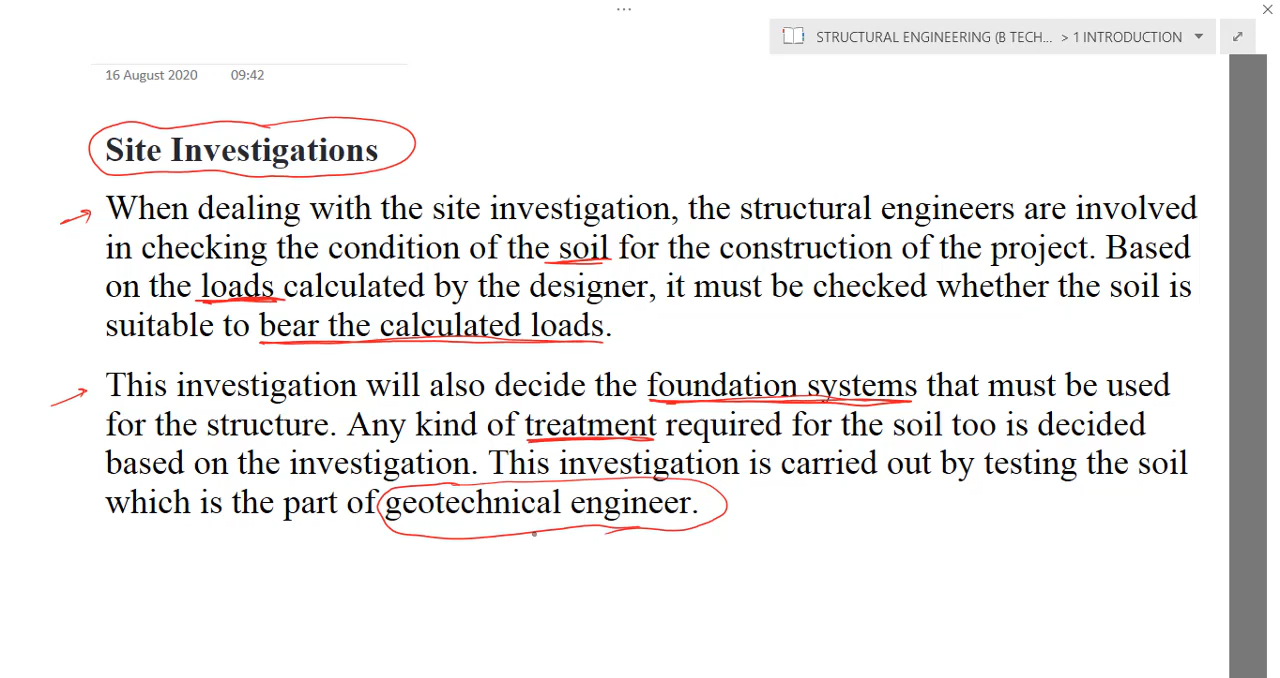 ...
STRUCTURAL ENGINEERING (B TECH... > 1 INTRODUCTION
16 August 2020 09:42
Site Investigations
When dealing with the site investigation, the structural engineers are involved
in checking the condition of the soil for the construction of the project. Based
on the loads calculated by the designer, it must be checked whether the soil is
suitable to bear the calculated loads.
This investigation will also decide the foundation systems that must be used
for the structure. Any kind of treatment required for the soil too is decided
based on the investigation. This investigation is carried out by testing the soil
which is the part of geotechnical engineer.